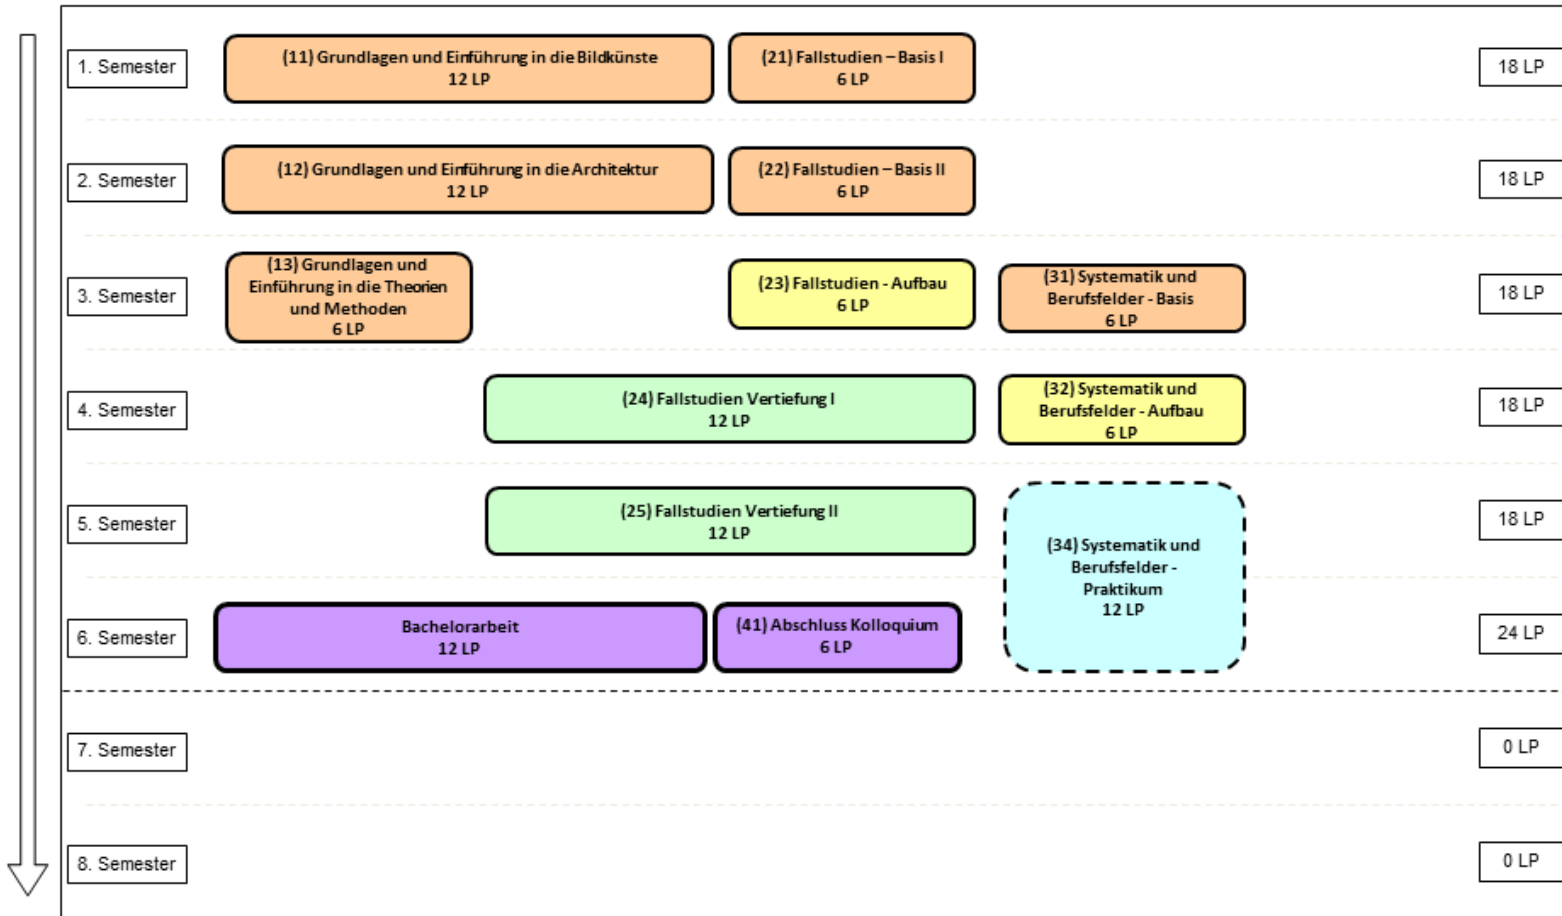 1. Semester
(11) Grundlagen und Einführung in die Bildkünste
12 LP
(21) Fallstudien – Basis I
6 LP
18 LP
2. Semester
(12) Grundlagen und Einführung in die Architektur
12 LP
(22) Fallstudien – Basis II
6 LP
18 LP
3. Semester
(13) Grundlagen und
Einführung in die Theorien
und Methoden
6 LP
(23) Fallstudien - Aufbau
6 LP
(31) Systematik und
Berufsfelder - Basis
6 LP
18 LP
4. Semester
(24) Fallstudien Vertiefung I
12 LP
(32) Systematik und
Berufsfelder - Aufbau
6 LP
18 LP
5. Semester
(25) Fallstudien Vertiefung II
12 LP
(34) Systematik und
Berufsfelder -
Praktikum
12 LP
18 LP
6. Semester
Bachelorarbeit
12 LP
(41) Abschluss Kolloquium
6 LP
24 LP
7. Semester
0 LP
8. Semester
0 LP